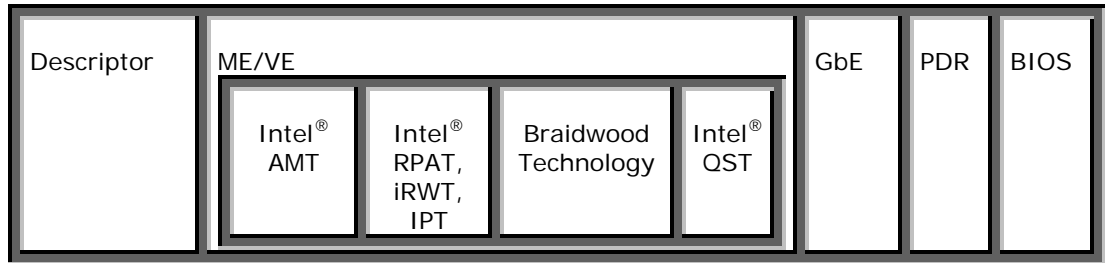 Descriptor
ME/VE
Intel®
AMT
Intel®
RPAT,
iRWT,
IPT
Braidwood
Technology
Intel®
QST
GbE
PDR
BIOS